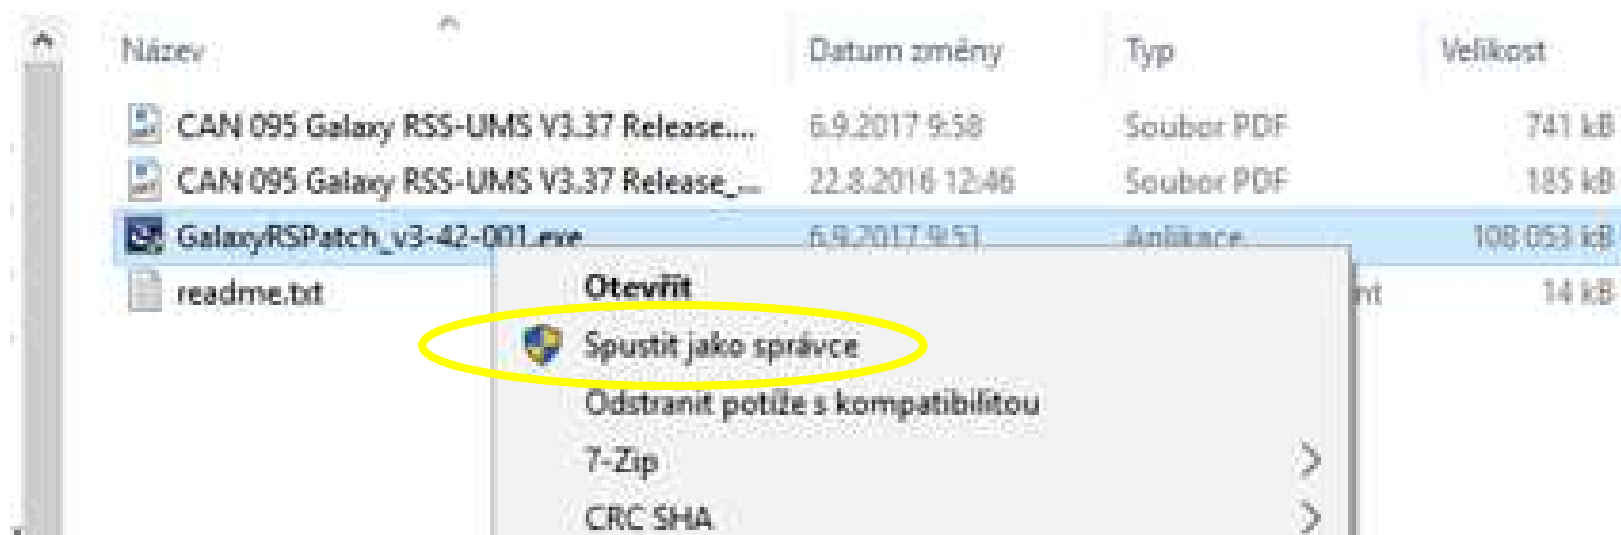 Název Datum změny Typ Velikost
CAN 095 Galaxy RSS-UMS V3.37 Release.... 6.9.2017 9:58 Soubor PDF 741 kB
CAN 095 Galaxy RSS-UMS V3.37 Release_... 22.8.2016 12:46 Soubor PDF 185 kB
GalaxyRSPatch_v3-42-001.exe 6.9.2017 9:51 Aplikace 108 053 kB
readme.txt nt 14 kB
Otevřít
Spustit jako správce
Odstranit potíže s kompatibilitou
7-Zip
CRC SHA